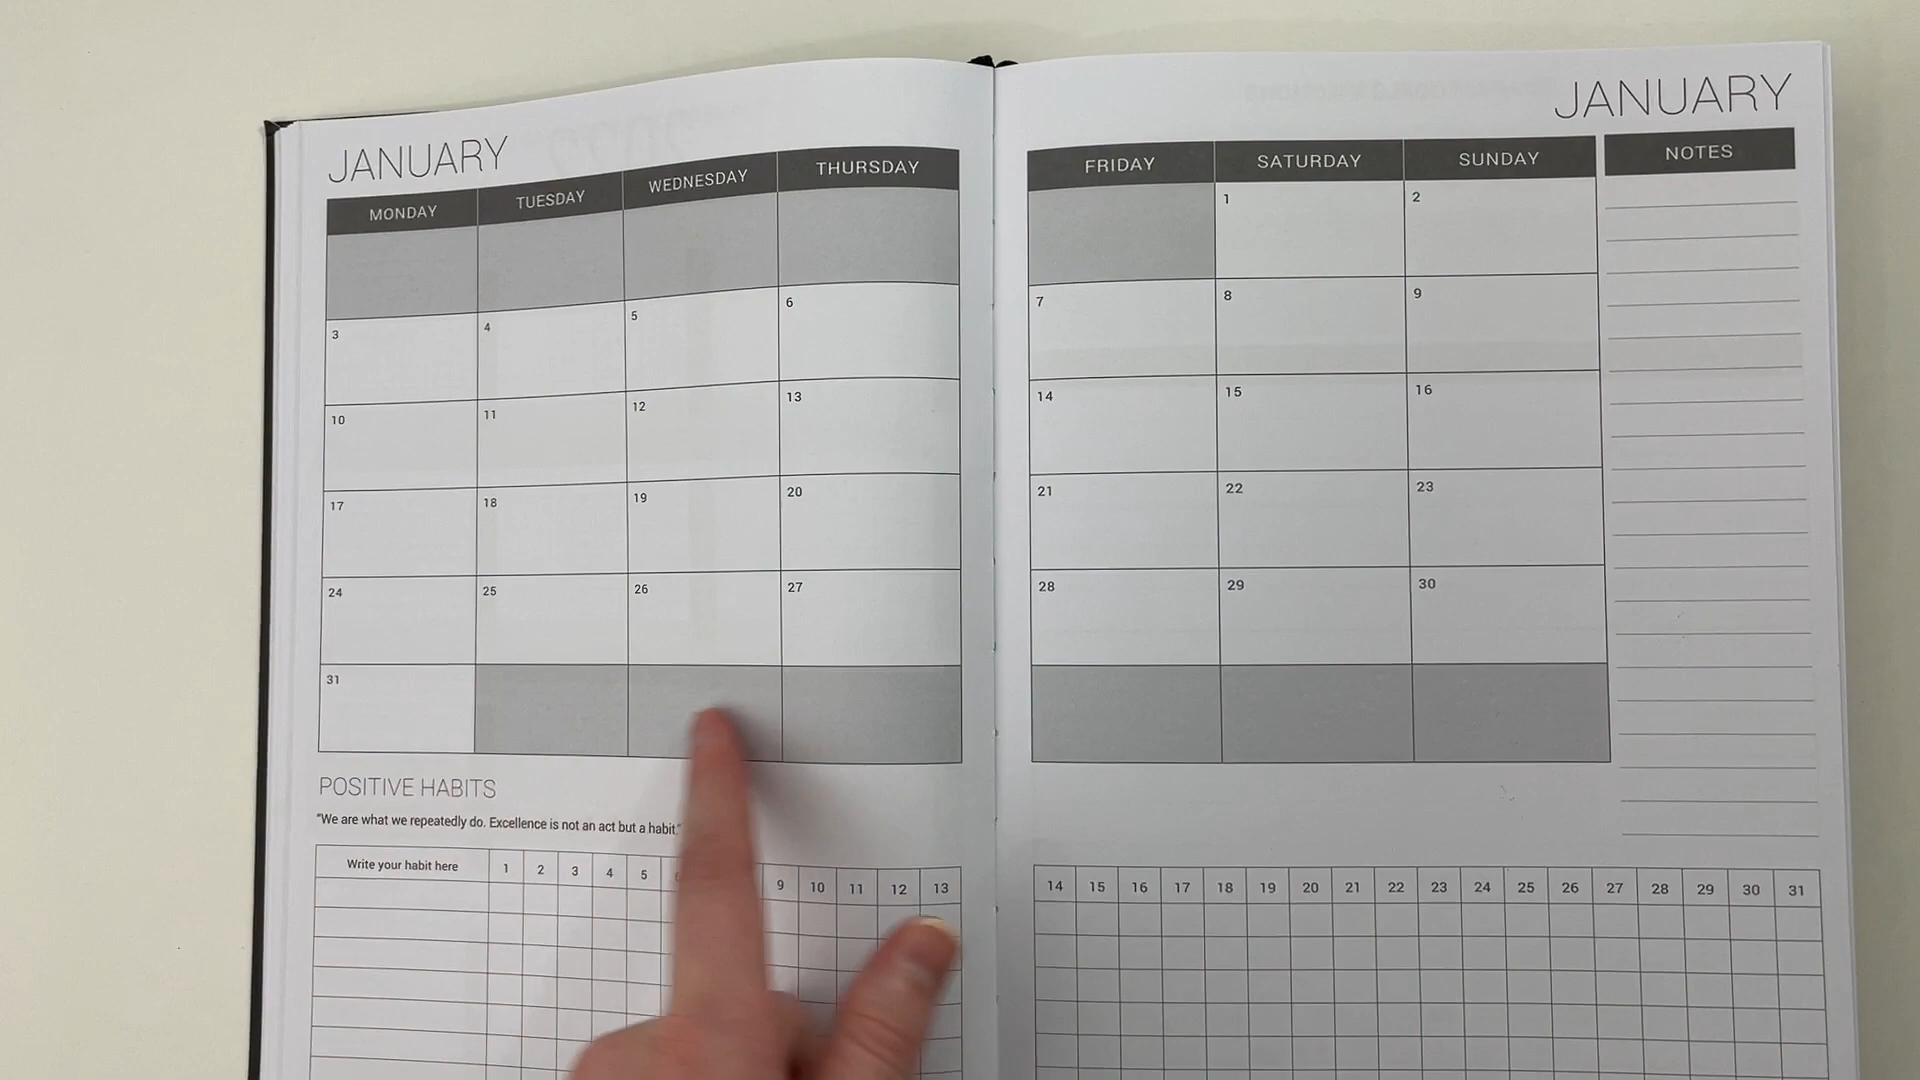 JANUARY
JANUARY
MONDAY TUESDAY WEDNESDAY THURSDAY FRIDAY SATURDAY SUNDAY NOTES
1 2
3 4 5 6 7 8 9
10 11 12 13 14 15 16
17 18 19 20 21 22 23
24 25 26 27 28 29 30
31
POSITIVE HABITS
“We are what we repeatedly do. Excellence is not an act but a habit.”
Write your habit here 1 2 3 4 5 9 10 11 12 13 14 15 16 17 18 19 20 21 22 23 24 25 26 27 28 29 30 31